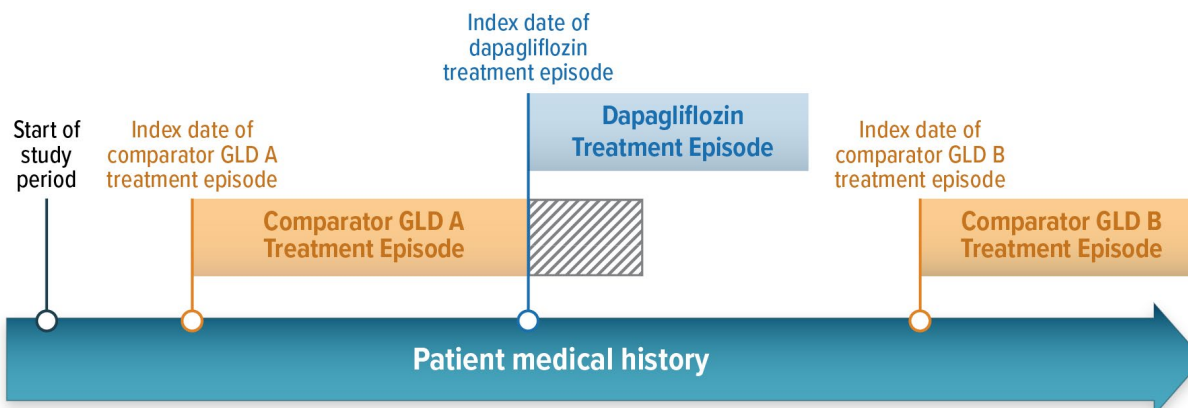 Index date of
dapagliflozin
treatment episode
Dapagliflozin
Treatment Episode
Start of
study
period
Index date of
comparator GLD A
treatment episode
Index date of
comparator GLD B
treatment episode
Comparator GLD A
Treatment Episode
Comparator GLD B
Treatment Episode
Patient medical history